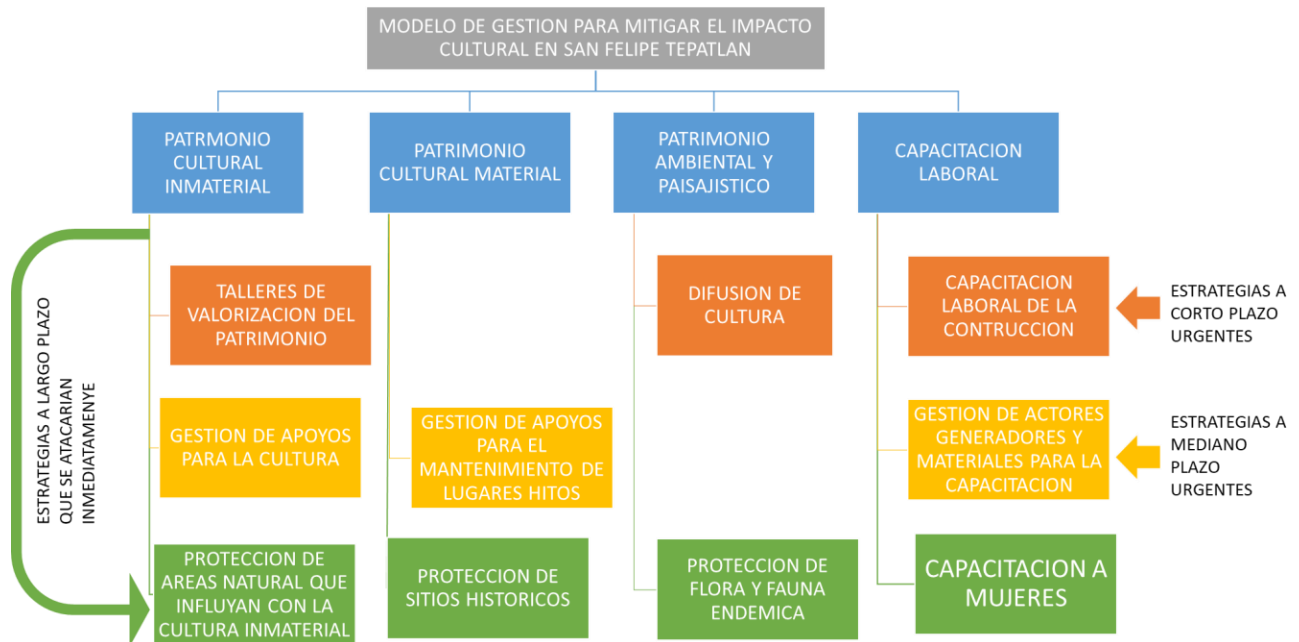 MODELO DE GESTION PARA MITIGAR EL IMPACTO
CULTURAL EN SAN FELIPE TEPATLAN
PATRMONIO
CULTURAL
INMATERIAL
PATRIMONIO
CULTURAL MATERIAL
PATRIMONIO
AMBIENTAL Y
PAISAJISTICO
CAPACITACION
LABORAL
TALLERES DE
VALORIZACION DEL
PATRIMONIO
DIFUSION DE
CULTURA
CAPACITACION
LABORAL DE LA
CONTRUCCION
ESTRATEGIAS A
CORTO PLAZO
URGENTES
ESTRATEGIAS A LARGO PLAZO
QUE SE ATACARIAN
INMEDIATAMENYE
GESTION DE APOYOS
PARA LA CULTURA
GESTION DE APOYOS
PARA EL
MANTENIMIENTO DE
LUGARES HITOS
GESTION DE ACTORES
GENERADORES Y
MATERIALES PARA LA
CAPACITACION
ESTRATEGIAS A
MEDIANO
PLAZO
URGENTES
PROTECCION DE
AREAS NATURAL QUE
INFLUYAN CON LA
CULTURA INMATERIAL
PROTECCION DE
SITIOS HISTORICOS
PROTECCION DE
FLORA Y FAUNA
ENDEMICA
CAPACITACION A
MUJERES